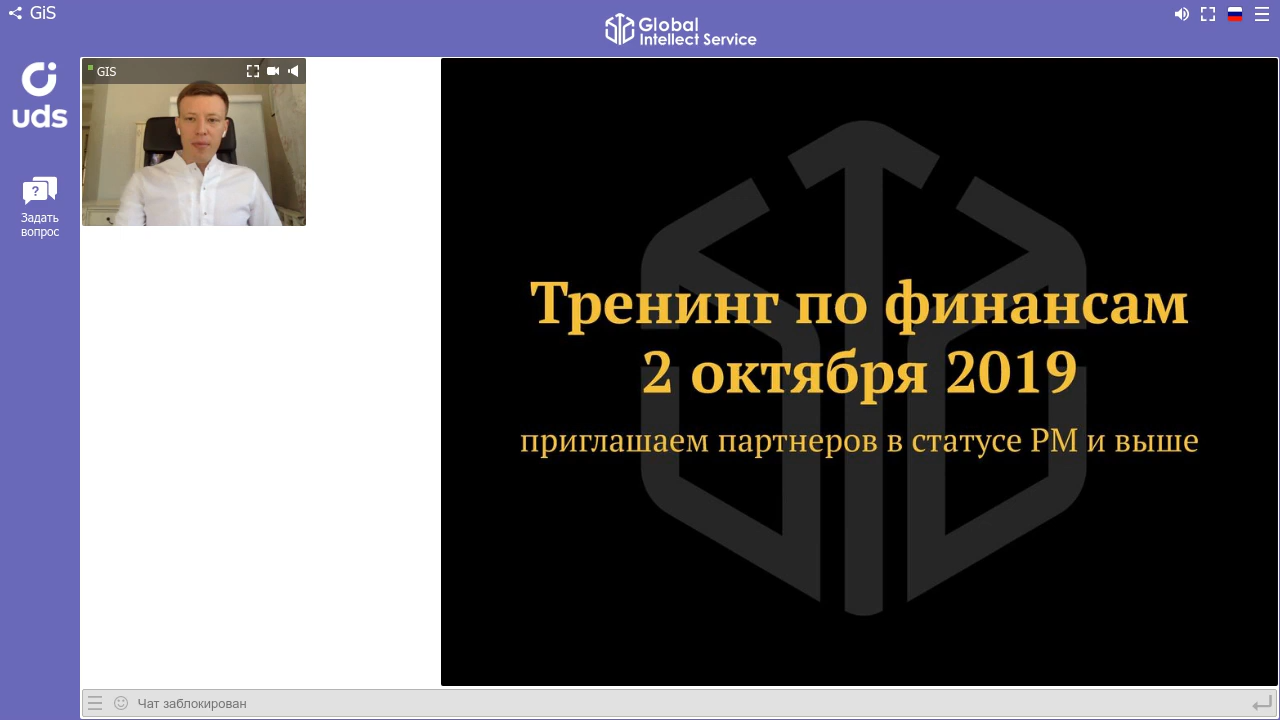 GiS
Global
Intellect Service
uds
Задать
вопрос
GIS
Тренинг по финансам
2 октября 2019
приглашаем партнеров в статусе РМ и выше
Чат заблокирован